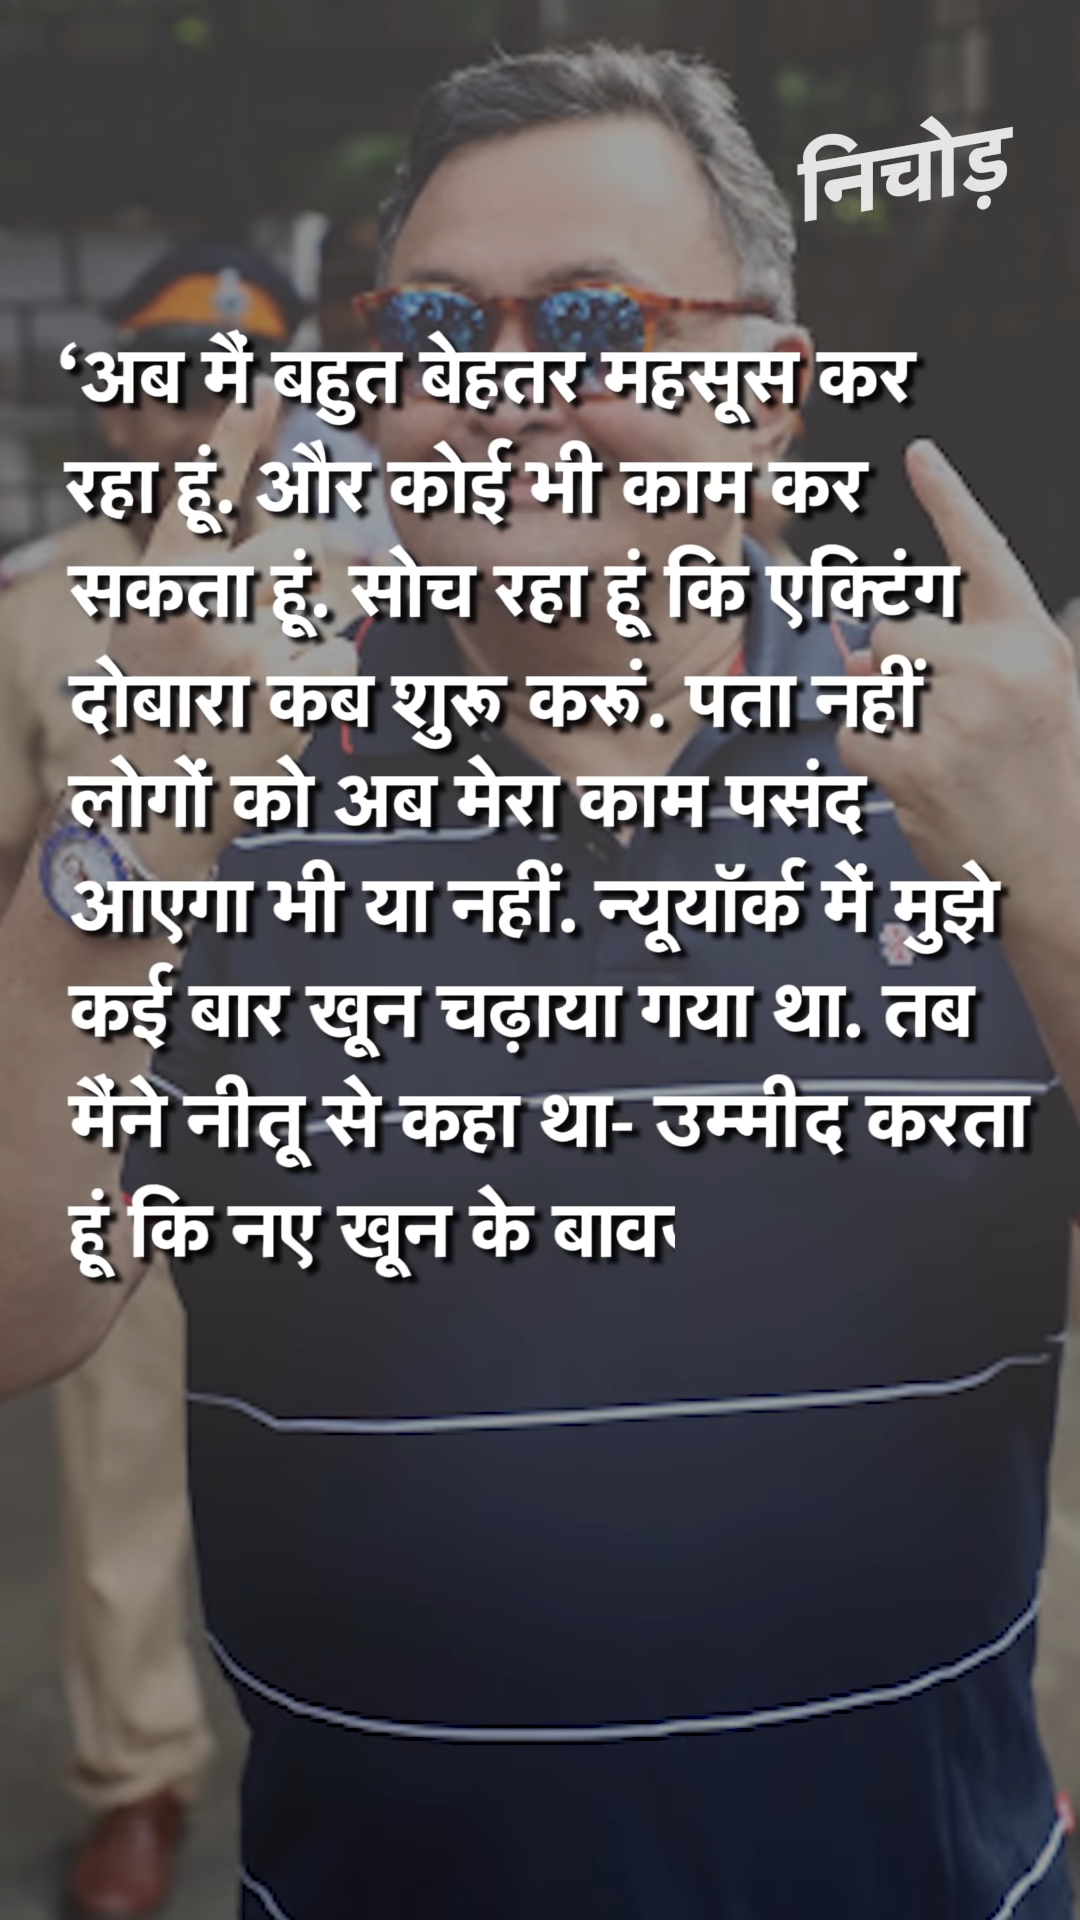 निचोड़
‘अब मैं बहुत बेहतर महसूस कर
रहा हूं. और कोई भी काम कर
सकता हूं. सोच रहा हूं कि एक्टिंग
दोबारा कब शुरू करूं. पता नहीं
लोगों को अब मेरा काम पसंद
आएगा भी या नहीं. न्यूयॉर्क में मुझे
कई बार खून चढ़ाया गया था. तब
मैंने नीतू से कहा था- उम्मीद करता
हूं कि नए खून के